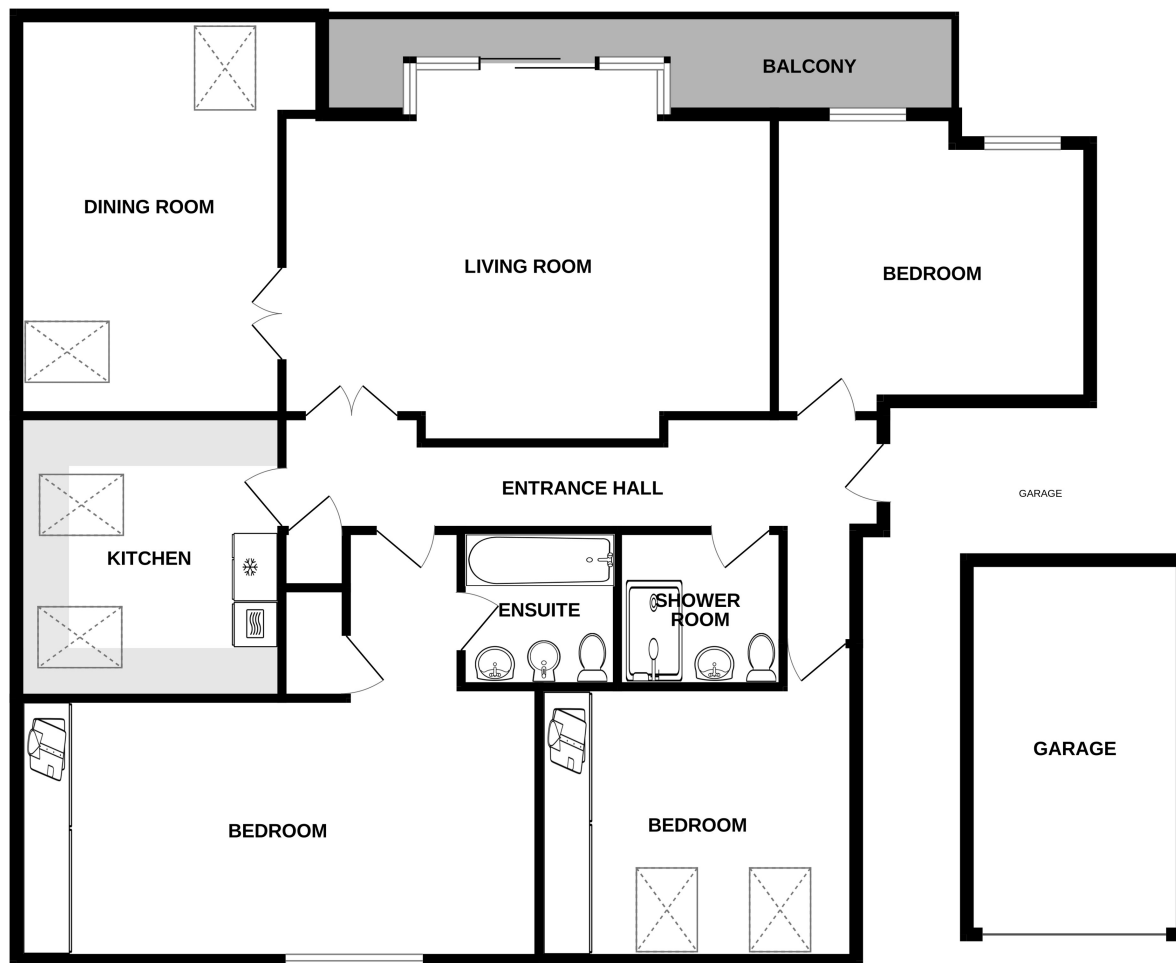 BALCONY
DINING ROOM
LIVING ROOM
BEDROOM
ENTRANCE HALL
GARAGE
KITCHEN
ENSUITE
SHOWER
ROOM
GARAGE
BEDROOM
BEDROOM